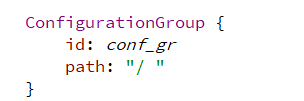 ConfigurationGroup {
    id: conf_gr
    path: "/ "
}